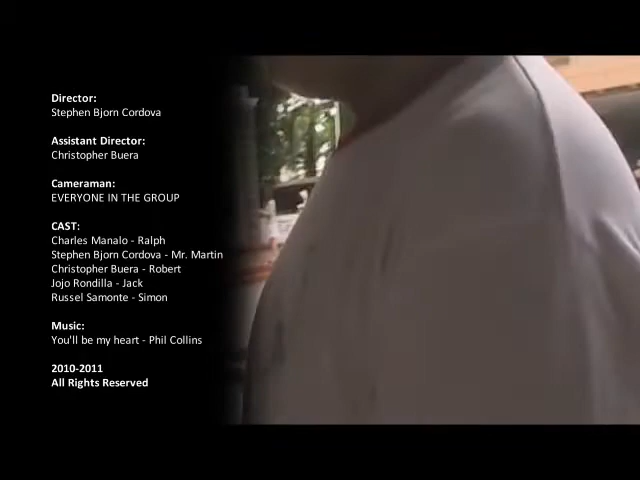 Director:
Stephen Bjorn Cordova
Assistant Director:
Christopher Buera
Cameraman:
EVERYONE IN THE GROUP
CAST:
Charles Manalo - Ralph
Stephen Bjorn Cordova - Mr. Martin
Christopher Buera - Robert
Jojo Rondilla - Jack
Russel Samonte - Simon
Music:
You'll be my heart - Phil Collins
2010-2011
All Rights Reserved